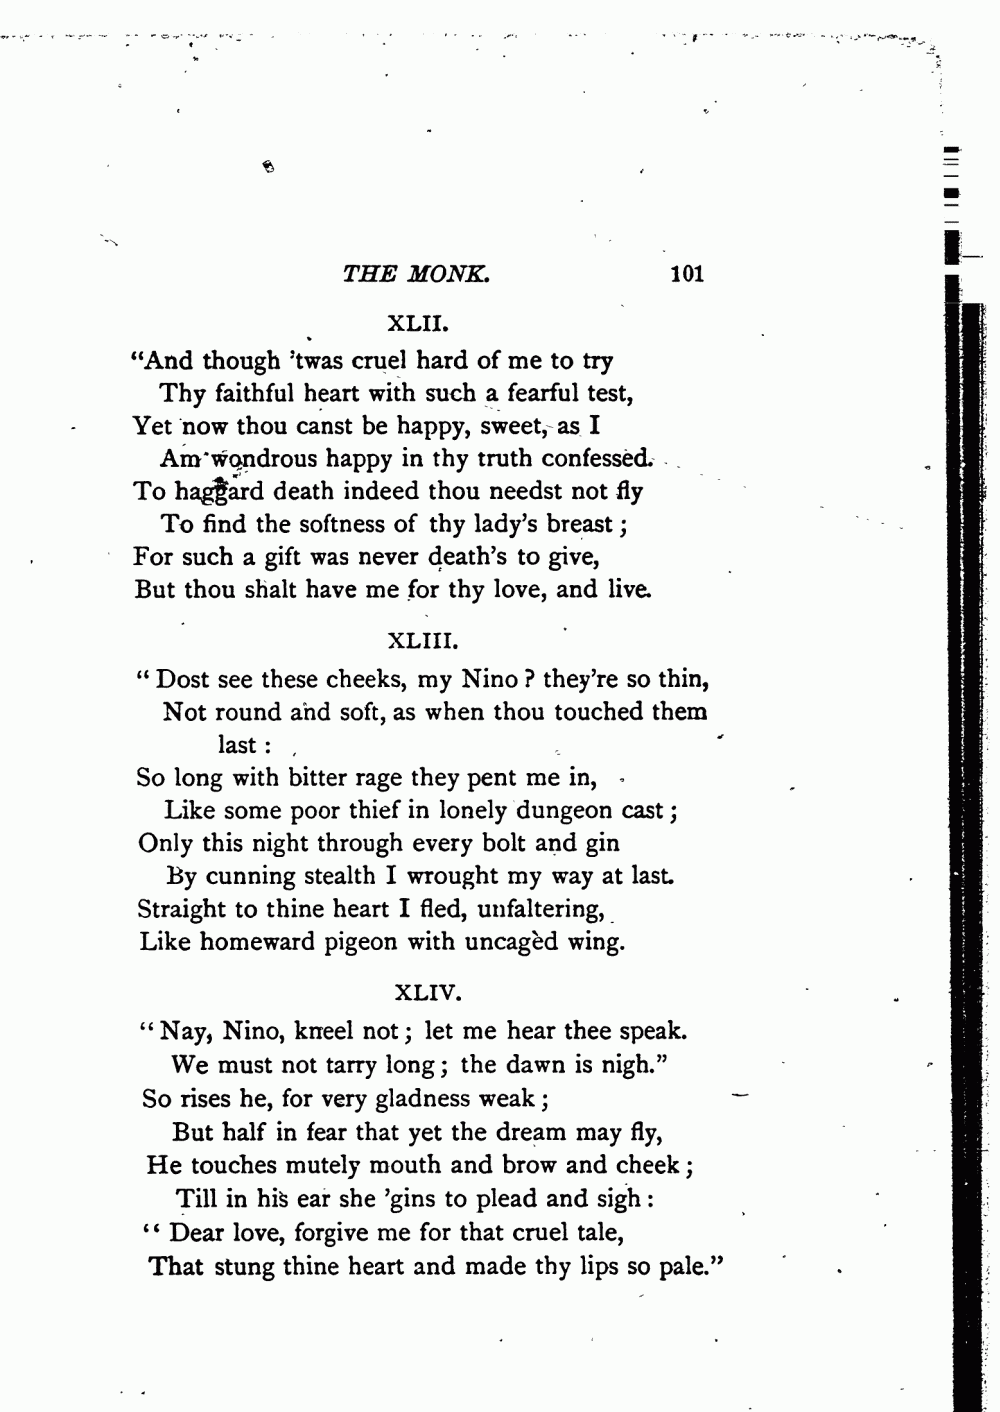 THE MONK. 101
XLII.
“And though ’twas cruel hard of me to try
Thy faithful heart with such a fearful test,
Yet now thou canst be happy, sweet, as I
Am wondrous happy in thy truth confessed.
To haggard death indeed thou needst not fly
To find the softness of thy lady’s breast ;
For such a gift was never death’s to give,
But thou shalt have me for thy love, and live.
XLIII.
“ Dost see these cheeks, my Nino ? they’re so thin,
Not round and soft, as when thou touched them
last :
So long with bitter rage they pent me in,
Like some poor thief in lonely dungeon cast ;
Only this night through every bolt and gin
By cunning stealth I wrought my way at last.
Straight to thine heart I fled, unfaltering,
Like homeward pigeon with uncagèd wing.
XLIV.
“ Nay, Nino, kneel not ; let me hear thee speak.
We must not tarry long ; the dawn is nigh.”
So rises he, for very gladness weak ;
But half in fear that yet the dream may fly,
He touches mutely mouth and brow and cheek ;
Till in his ear she ’gins to plead and sigh :
“ Dear love, forgive me for that cruel tale,
That stung thine heart and made thy lips so pale.”